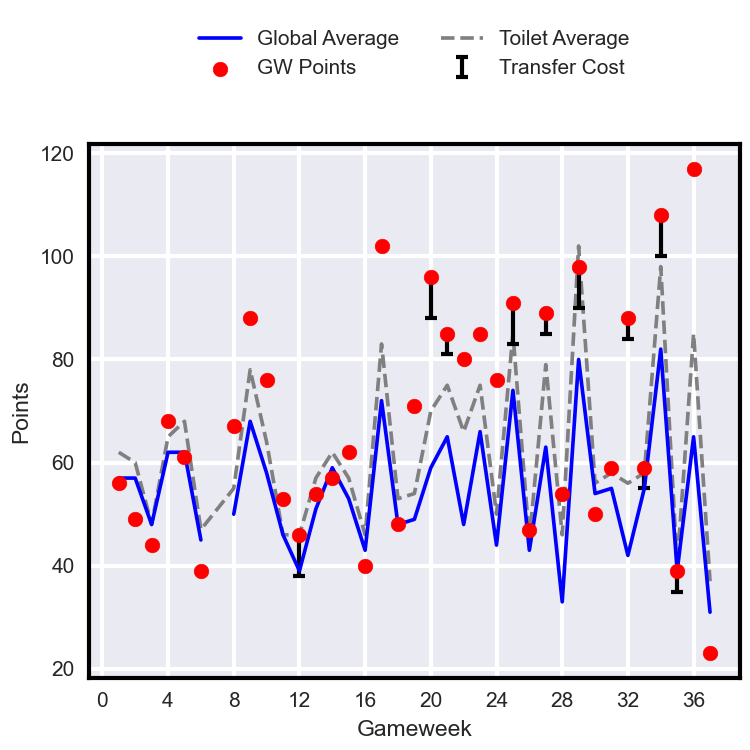 Global Average
Toilet Average
GW Points
Transfer Cost
120
100
80
60
40
20
Points
0 4 8 12 16 20 24 28 32 36
Gameweek